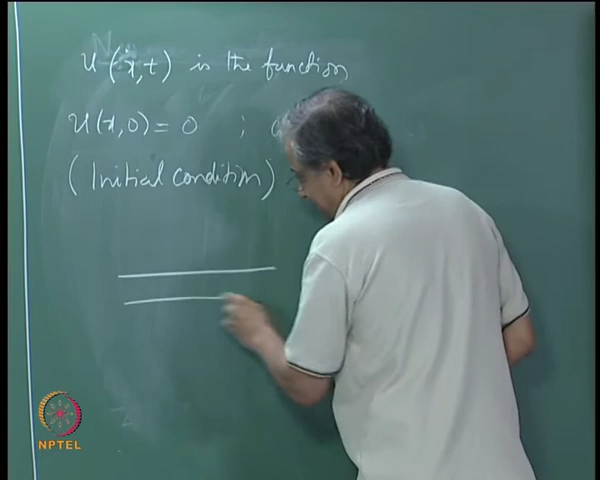 U(x,t) is the function
U(x,0) = 0 ;
(Initial condition)
NPTEL